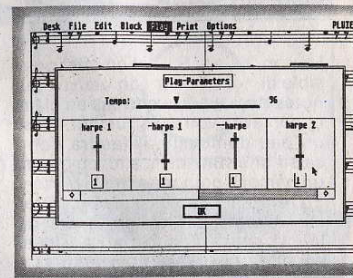 Desk File Edit Block Play Print Options PLUIE
Play-Parameters
Tempo: 96
harpe 1 -harpe 1 --harpe harpe 2
1 1 1 1
OK